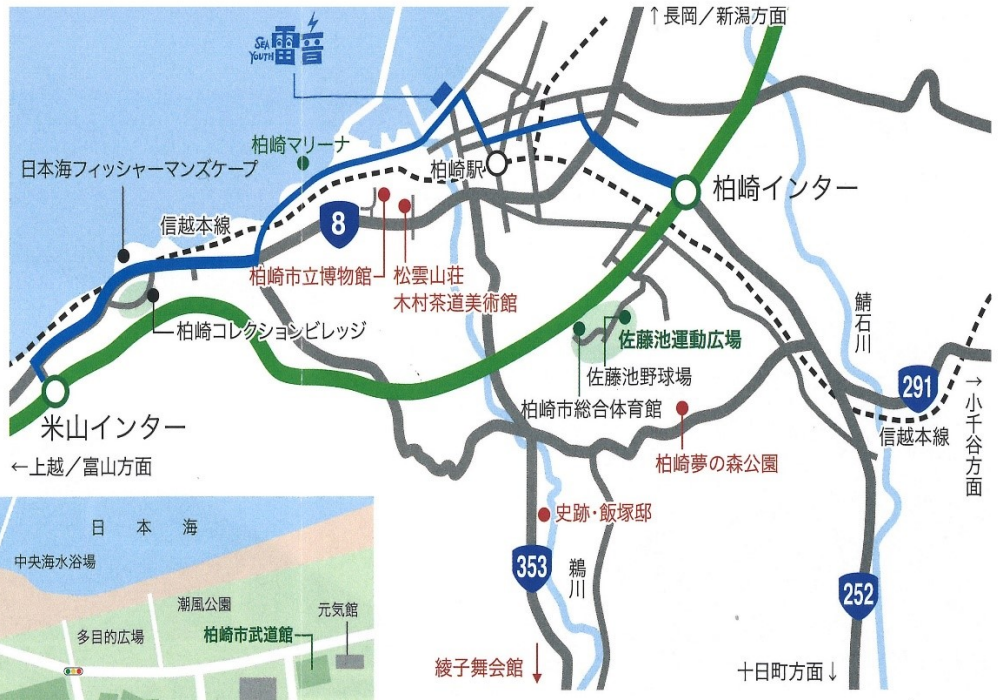 ↑長岡／新潟方面
SEA YOUTH 雷音
柏崎マリーナ
日本海フィッシャーマンズケープ
柏崎駅
柏崎インター
信越本線
8
柏崎市立博物館
松雲山荘
木村茶道美術館
柏崎コレクションビレッジ
鯖石川
佐藤池運動広場
佐藤池野球場
柏崎市総合体育館
291
→小千谷方面
米山インター
信越本線
←上越／富山方面
柏崎夢の森公園
史跡・飯塚邸
353
鵜川
252
綾子舞会館
十日町方面↓
日本海
中央海水浴場
潮風公園
元気館
多目的広場
柏崎市武道館